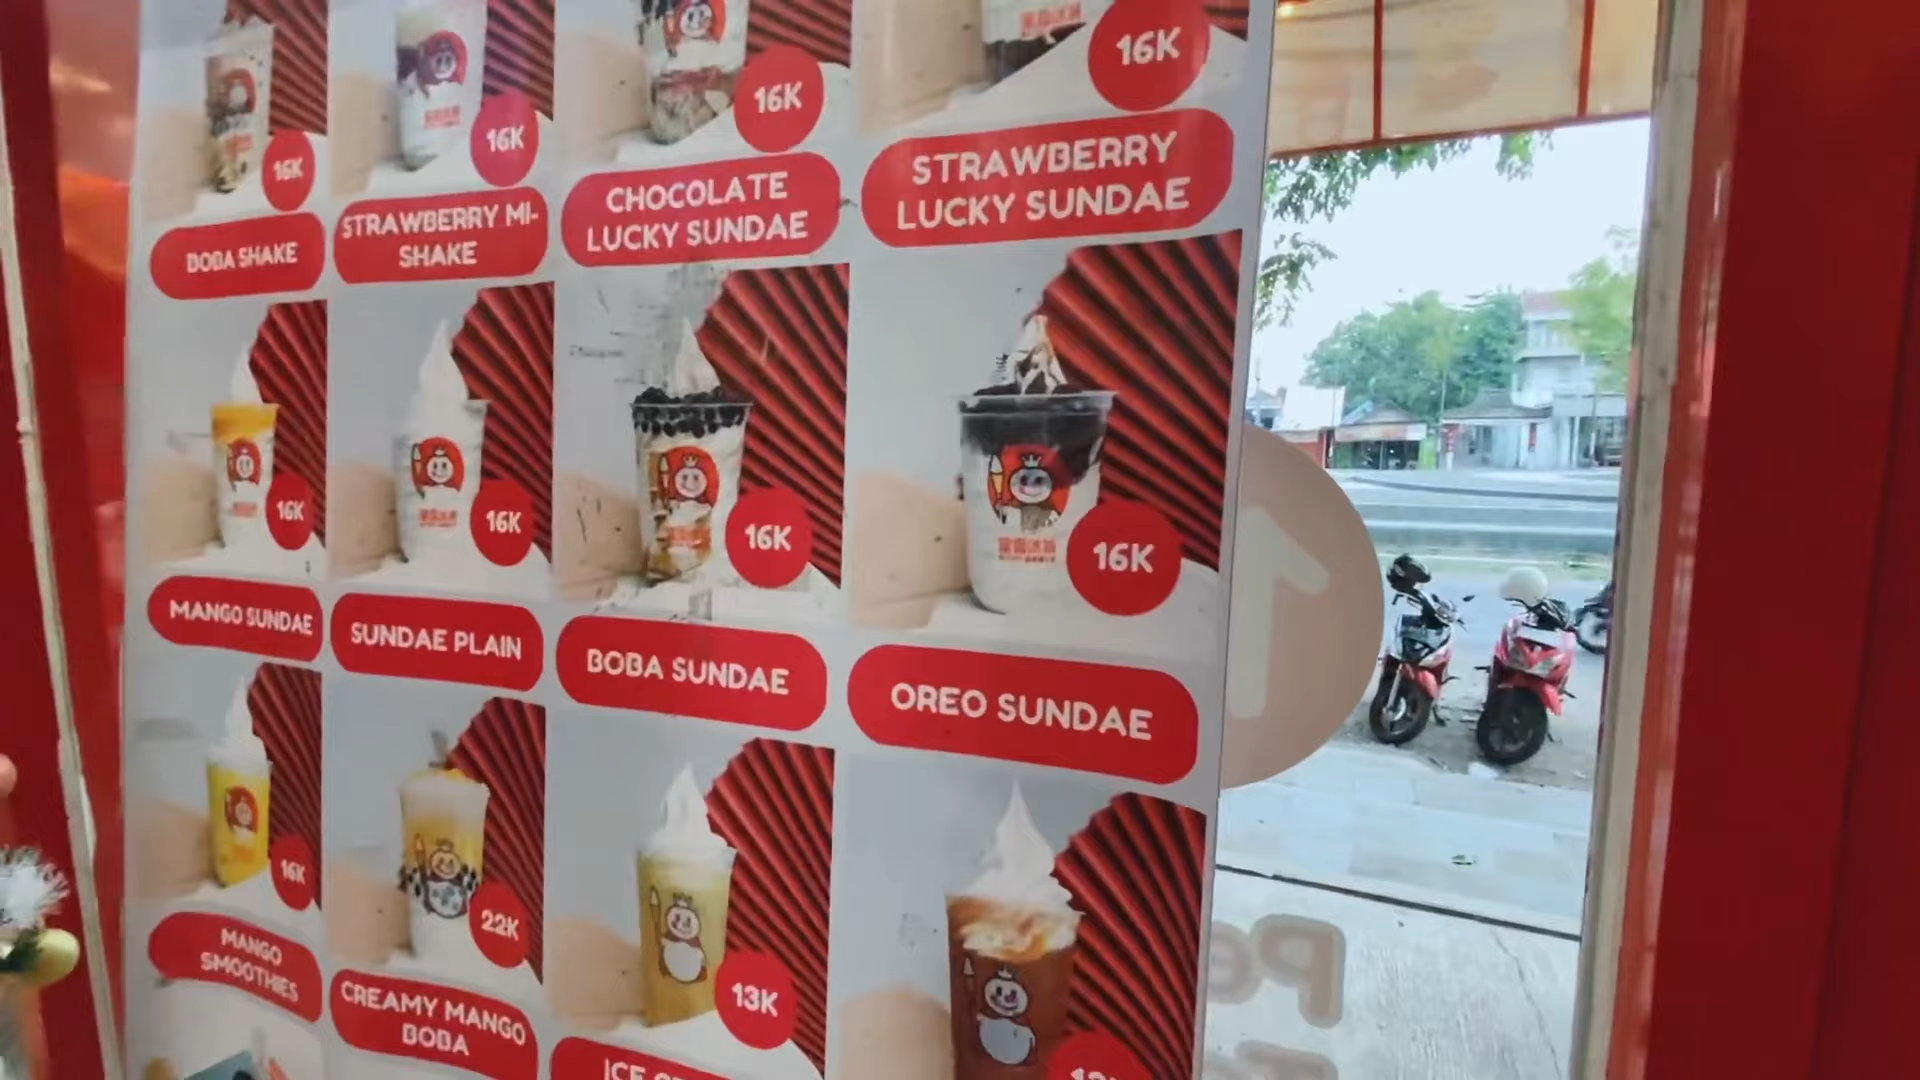 16K
16K
16K
16K
BOBA SHAKE
STRAWBERRY MI-
SHAKE
CHOCOLATE
LUCKY SUNDAE
STRAWBERRY
LUCKY SUNDAE
16K
16K
16K
16K
MANGO SUNDAE
SUNDAE PLAIN
BOBA SUNDAE
OREO SUNDAE
16K
22K
13K
MANGO
SMOOTHIES
CREAMY MANGO
BOBA
ICE